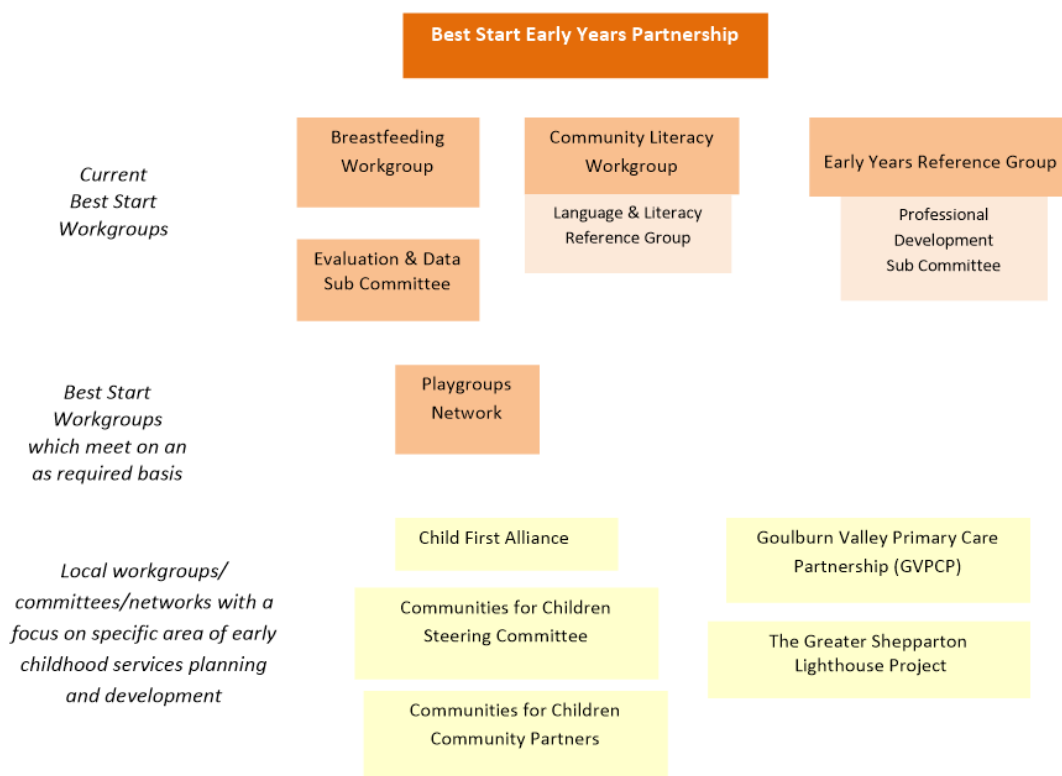 Best Start Early Years Partnership
Current
Best Start
Workgroups
Breastfeeding
Workgroup
Community Literacy
Workgroup
Early Years Reference Group
Language & Literacy
Reference Group
Professional
Development
Sub Committee
Evaluation & Data
Sub Committee
Best Start
Workgroups
which meet on an
as required basis
Playgroups
Network
Local workgroups/
committees/networks with a
focus on specific area of early
childhood services planning
and development
Child First Alliance
Goulburn Valley Primary Care
Partnership (GVPCP)
Communities for Children
Steering Committee
The Greater Shepparton
Lighthouse Project
Communities for Children
Community Partners